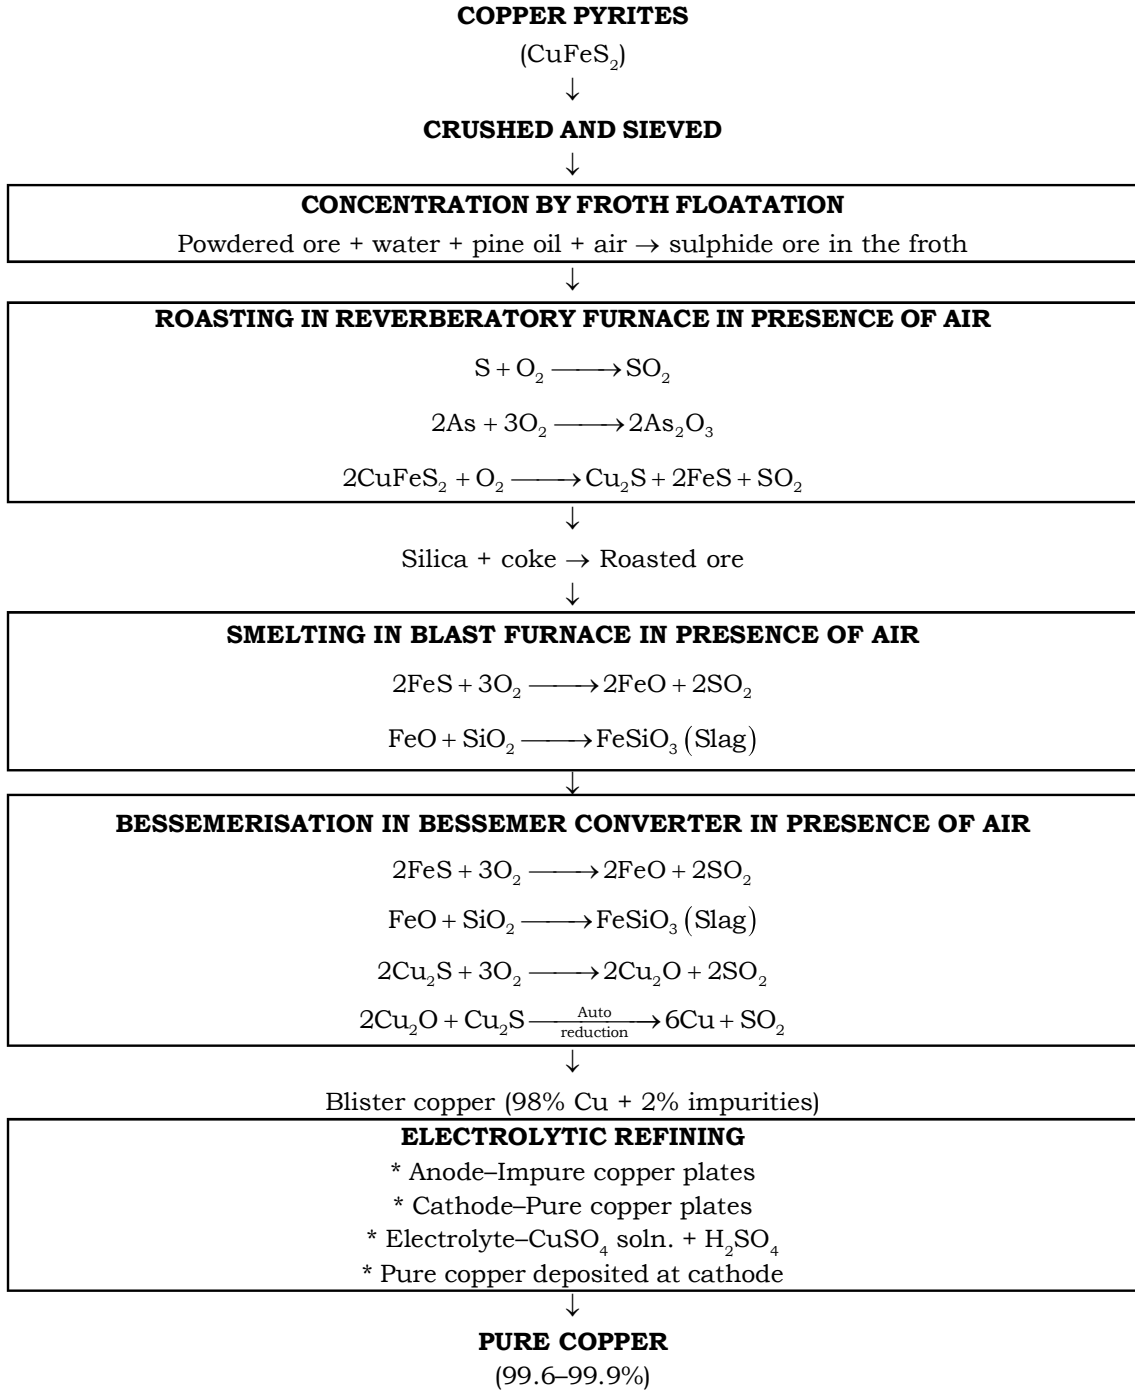 COPPER PYRITES
(CuFeS₂)
↓
CRUSHED AND SIEVED
↓
CONCENTRATION BY FROTH FLOATATION
Powdered ore + water + pine oil + air → sulphide ore in the froth
↓
ROASTING IN REVERBERATORY FURNACE IN PRESENCE OF AIR
S + O₂ ⟶ SO₂
2As + 3O₂ ⟶ 2As₂O₃
2CuFeS₂ + O₂ ⟶ Cu₂S + 2FeS + SO₂
↓
Silica + coke → Roasted ore
↓
SMELTING IN BLAST FURNACE IN PRESENCE OF AIR
2FeS + 3O₂ ⟶ 2FeO + 2SO₂
FeO + SiO₂ ⟶ FeSiO₃ (Slag)
↓
BESSEMERISATION IN BESSEMER CONVERTER IN PRESENCE OF AIR
2FeS + 3O₂ ⟶ 2FeO + 2SO₂
FeO + SiO₂ ⟶ FeSiO₃ (Slag)
2Cu₂S + 3O₂ ⟶ 2Cu₂O + 2SO₂
2Cu₂O + Cu₂S ⟶ (Auto reduction) 6Cu + SO₂
↓
Blister copper (98% Cu + 2% impurities)
ELECTROLYTIC REFINING
* Anode–Impure copper plates
* Cathode–Pure copper plates
* Electrolyte–CuSO₄ soln. + H₂SO₄
* Pure copper deposited at cathode
↓
PURE COPPER
(99.6–99.9%)